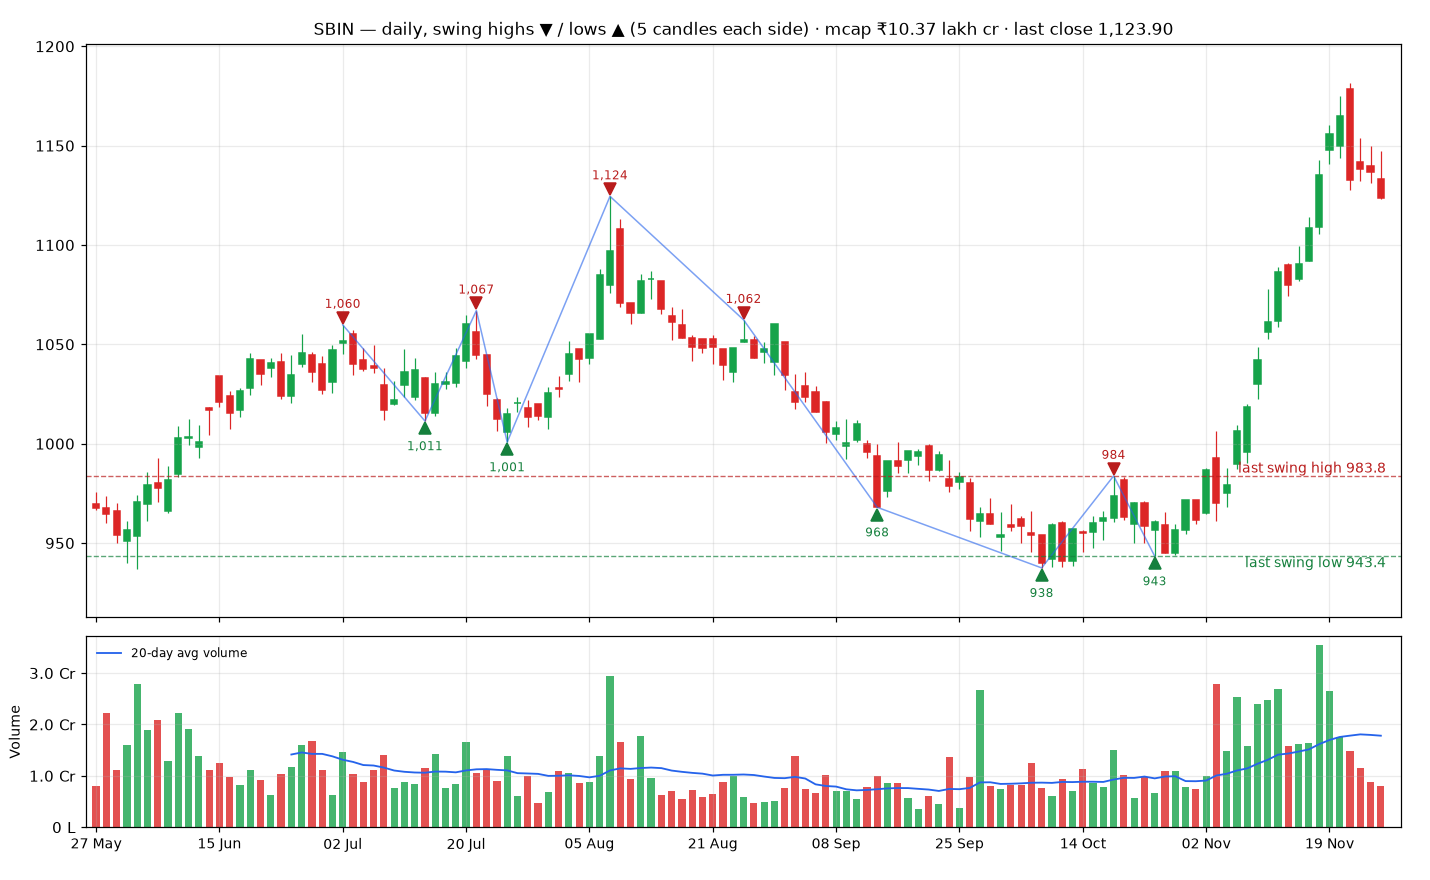 SBIN — daily, swing highs ▼ / lows ▲ (5 candles each side) · mcap ₹10.37 lakh cr · last close 1,123.90
1200
1150
1100
1050
1000
950
1,060
1,011
1,067
1,001
1,124
1,062
968
938
984
943
last swing high 983.8
last swing low 943.4
20-day avg volume
Volume
3.0 Cr
2.0 Cr
1.0 Cr
0 L
27 May
15 Jun
02 Jul
20 Jul
05 Aug
21 Aug
08 Sep
25 Sep
14 Oct
02 Nov
19 Nov